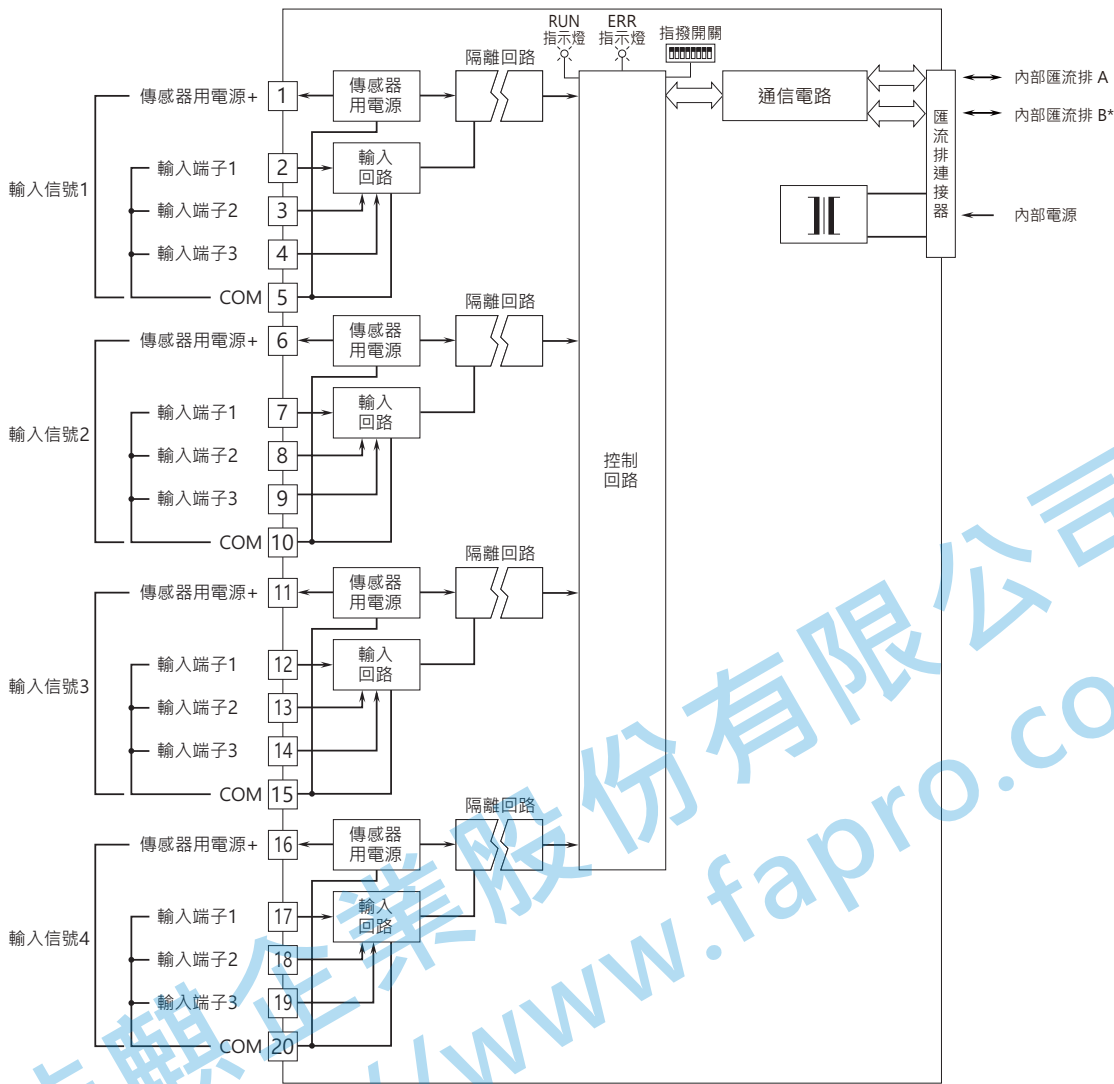 RUN
指示燈
ERR
指示燈
指撥開關
隔離回路
傳感器用電源+
1
傳感器
用電源
輸入信號1
輸入端子1
2
輸入
回路
輸入端子2
3
輸入端子3
4
COM
5
通信電路
匯流排連接器
內部匯流排 A
內部匯流排 B*
內部電源
隔離回路
傳感器用電源+
6
傳感器
用電源
輸入信號2
輸入端子1
7
輸入
回路
輸入端子2
8
輸入端子3
9
COM
10
控制
回路
隔離回路
傳感器用電源+
11
傳感器
用電源
輸入信號3
輸入端子1
12
輸入
回路
輸入端子2
13
輸入端子3
14
COM
15
隔離回路
傳感器用電源+
16
傳感器
用電源
輸入信號4
輸入端子1
17
輸入
回路
輸入端子2
18
輸入端子3
19
COM
20
麒企業股份有限公司
//www.fapro.co